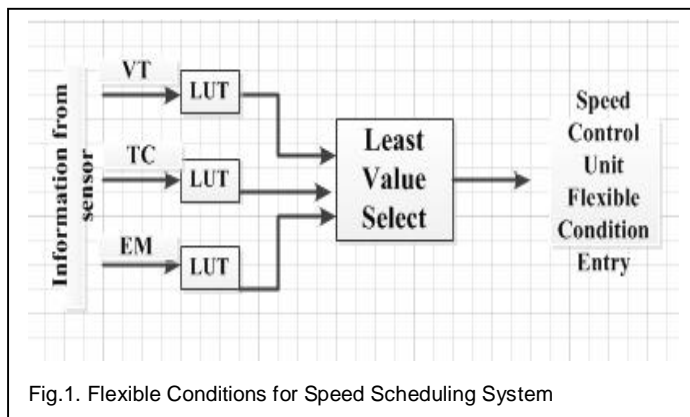 Information from
sensor
VT
LUT
TC
LUT
EM
LUT
Least
Value
Select
Speed
Control
Unit
Flexible
Condition
Entry
Fig.1. Flexible Conditions for Speed Scheduling System